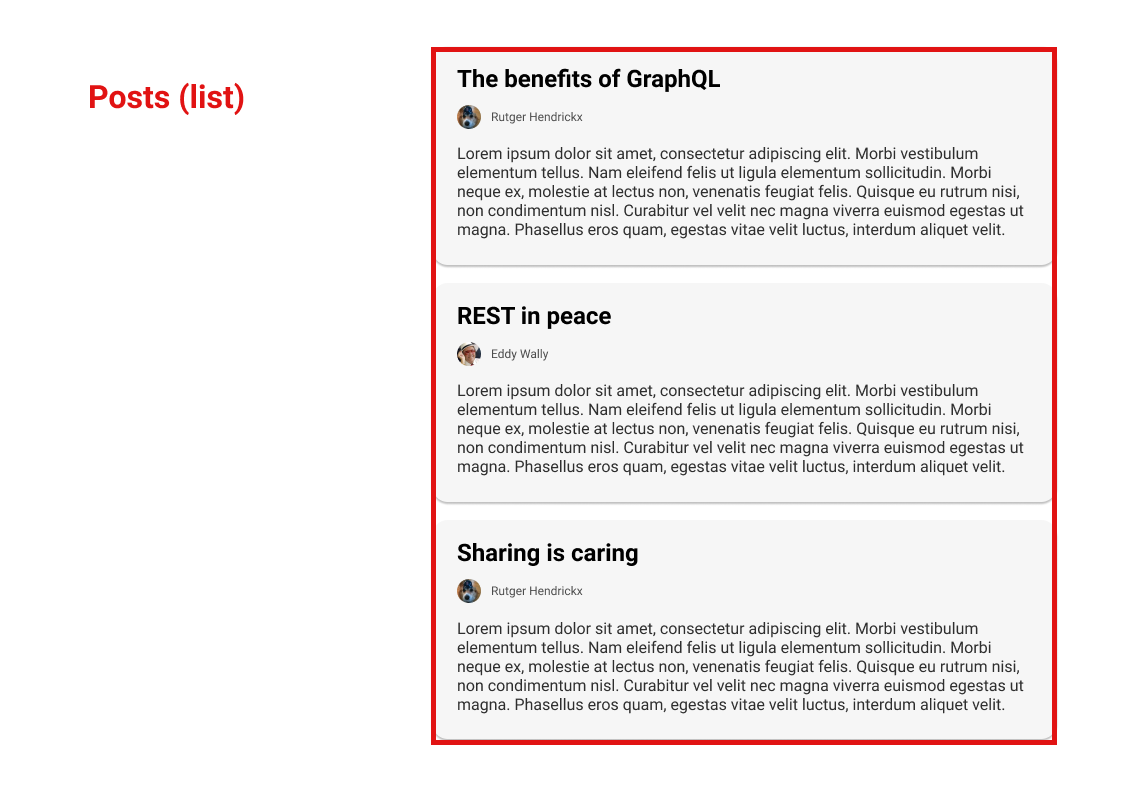 Posts (list)
The benefits of GraphQL
Rutger Hendrickx
Lorem ipsum dolor sit amet, consectetur adipiscing elit. Morbi vestibulum
elementum tellus. Nam eleifend felis ut ligula elementum sollicitudin. Morbi
neque ex, molestie at lectus non, venenatis feugiat felis. Quisque eu rutrum nisi,
non condimentum nisl. Curabitur vel velit nec magna viverra euismod egestas ut
magna. Phasellus eros quam, egestas vitae velit luctus, interdum aliquet velit.
REST in peace
Eddy Wally
Lorem ipsum dolor sit amet, consectetur adipiscing elit. Morbi vestibulum
elementum tellus. Nam eleifend felis ut ligula elementum sollicitudin. Morbi
neque ex, molestie at lectus non, venenatis feugiat felis. Quisque eu rutrum nisi,
non condimentum nisl. Curabitur vel velit nec magna viverra euismod egestas ut
magna. Phasellus eros quam, egestas vitae velit luctus, interdum aliquet velit.
Sharing is caring
Rutger Hendrickx
Lorem ipsum dolor sit amet, consectetur adipiscing elit. Morbi vestibulum
elementum tellus. Nam eleifend felis ut ligula elementum sollicitudin. Morbi
neque ex, molestie at lectus non, venenatis feugiat felis. Quisque eu rutrum nisi,
non condimentum nisl. Curabitur vel velit nec magna viverra euismod egestas ut
magna. Phasellus eros quam, egestas vitae velit luctus, interdum aliquet velit.